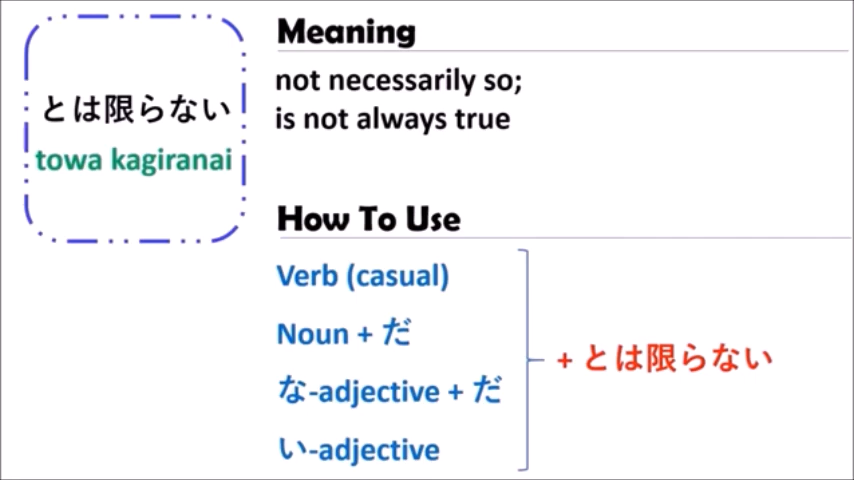 とは限らない
towa kagiranai
Meaning
not necessarily so;
is not always true
How To Use
Verb (casual)
Noun + だ
な-adjective + だ
い-adjective
+ とは限らない